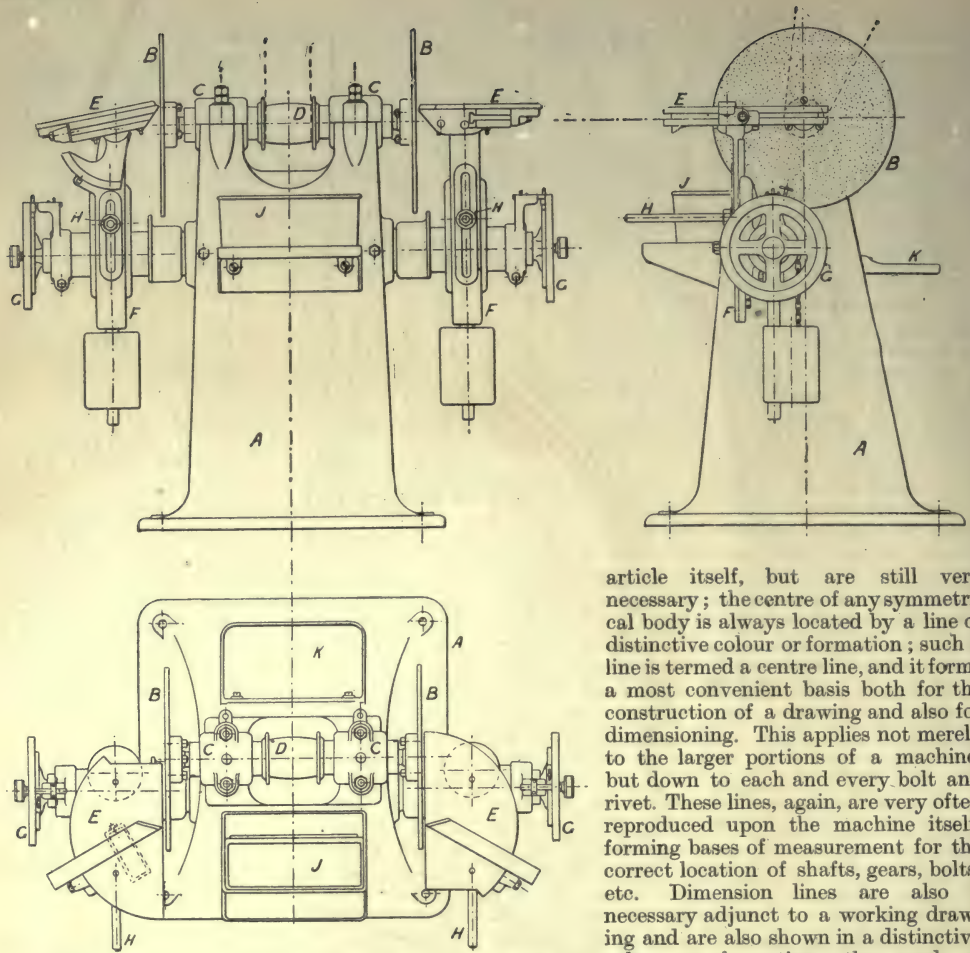 B
B
C
C
D
E
E
H
H
J
G
G
F
F
A
E
B
J
H
K
G
F
A
K
A
B
B
C
D
C
G
E
E
G
J
H
H
article itself, but are still ver
necessary; the centre of any symmetri
cal body is always located by a line o
distinctive colour or formation; such
line is termed a centre line, and it form
a most convenient basis both for th
construction of a drawing and also fo
dimensioning. This applies not merel
to the larger portions of a machine
but down to each and every bolt an
rivet. These lines, again, are very ofte
reproduced upon the machine itsel
forming bases of measurement for th
correct location of shafts, gears, bolts
etc. Dimension lines are also
necessary adjunct to a working draw
ing and are also shown in a distinctiv